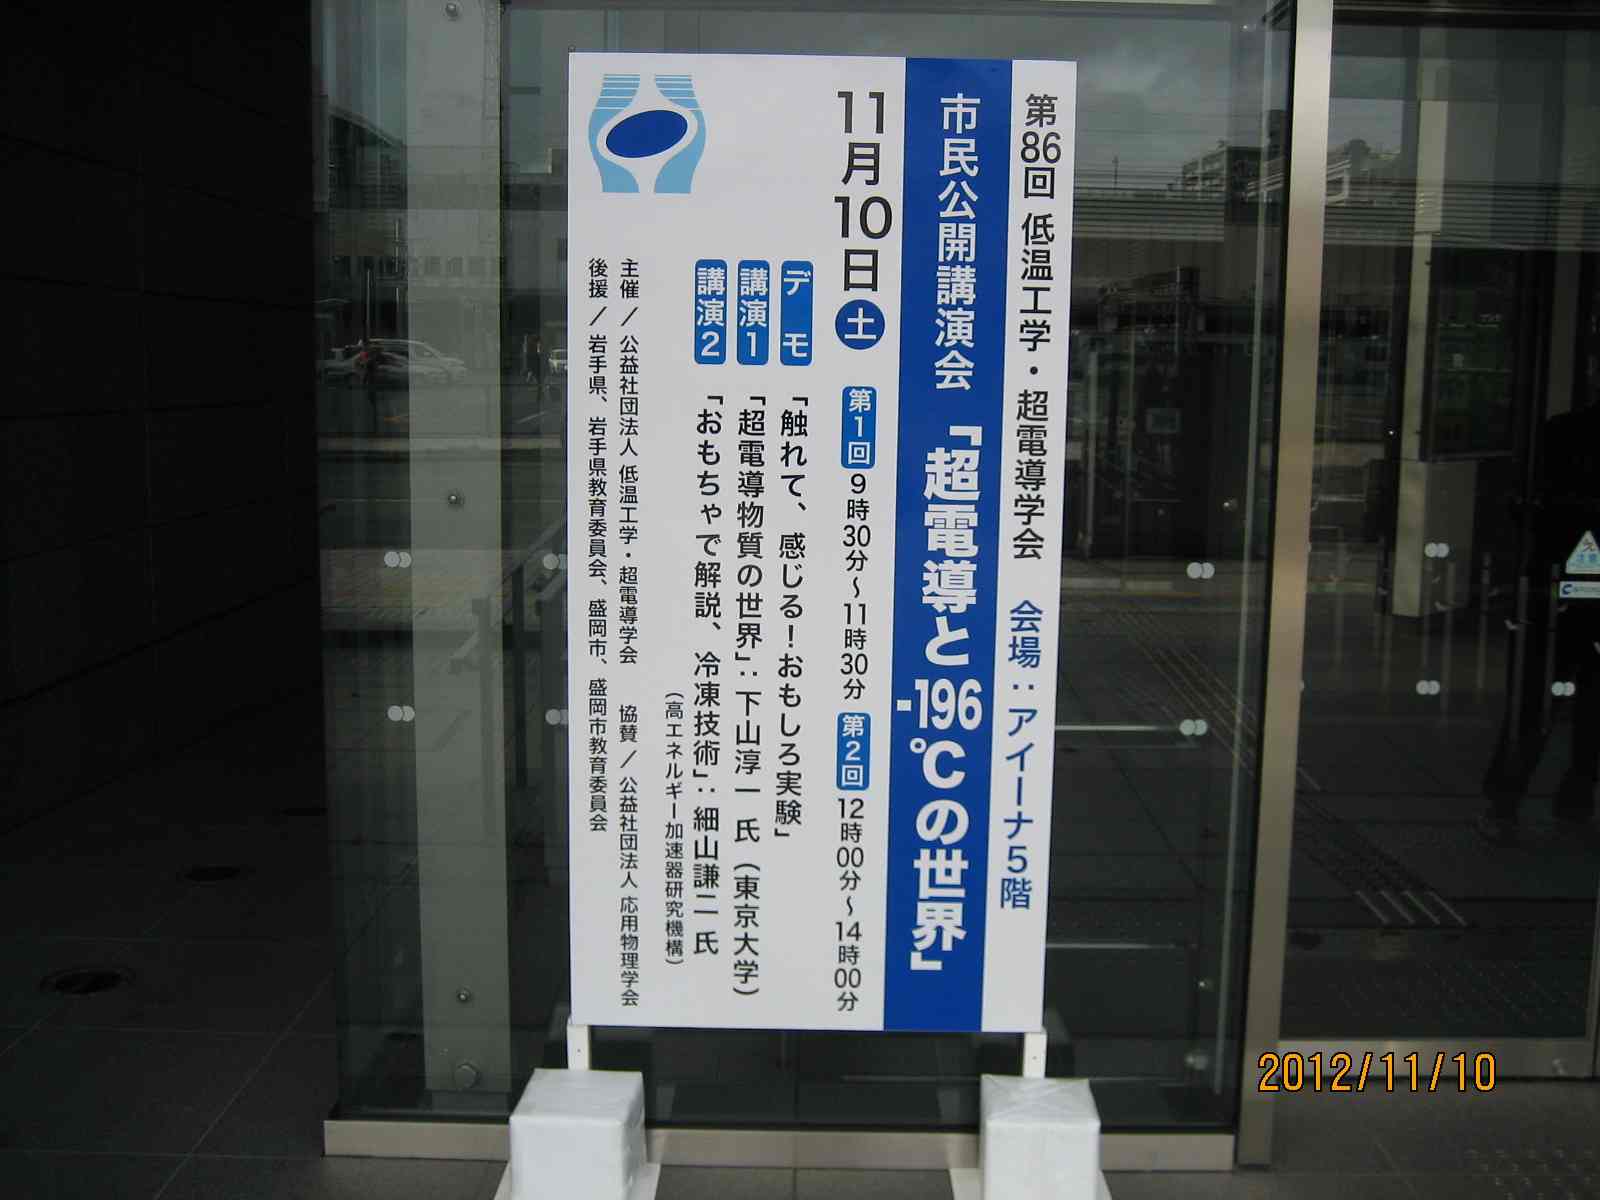 第86回 低温工学・超電導学会 会場：アイーナ5階
市民公開講演会 「超電導と-196℃の世界」
11月10日 土 第1回 9時30分～11時30分 第2回 12時00分～14時00分
デモ 「触れて、感じる！おもしろ実験」
講演1 「超電導物質の世界」：下山淳一 氏（東京大学）
講演2 「おもちゃで解説、冷凍技術」：細山謙二 氏
（高エネルギー加速器研究機構）
主催／公益社団法人 低温工学・超電導学会 協賛／公益社団法人 応用物理学会
後援／岩手県、岩手県教育委員会、盛岡市、盛岡市教育委員会
注意
2012/11/10